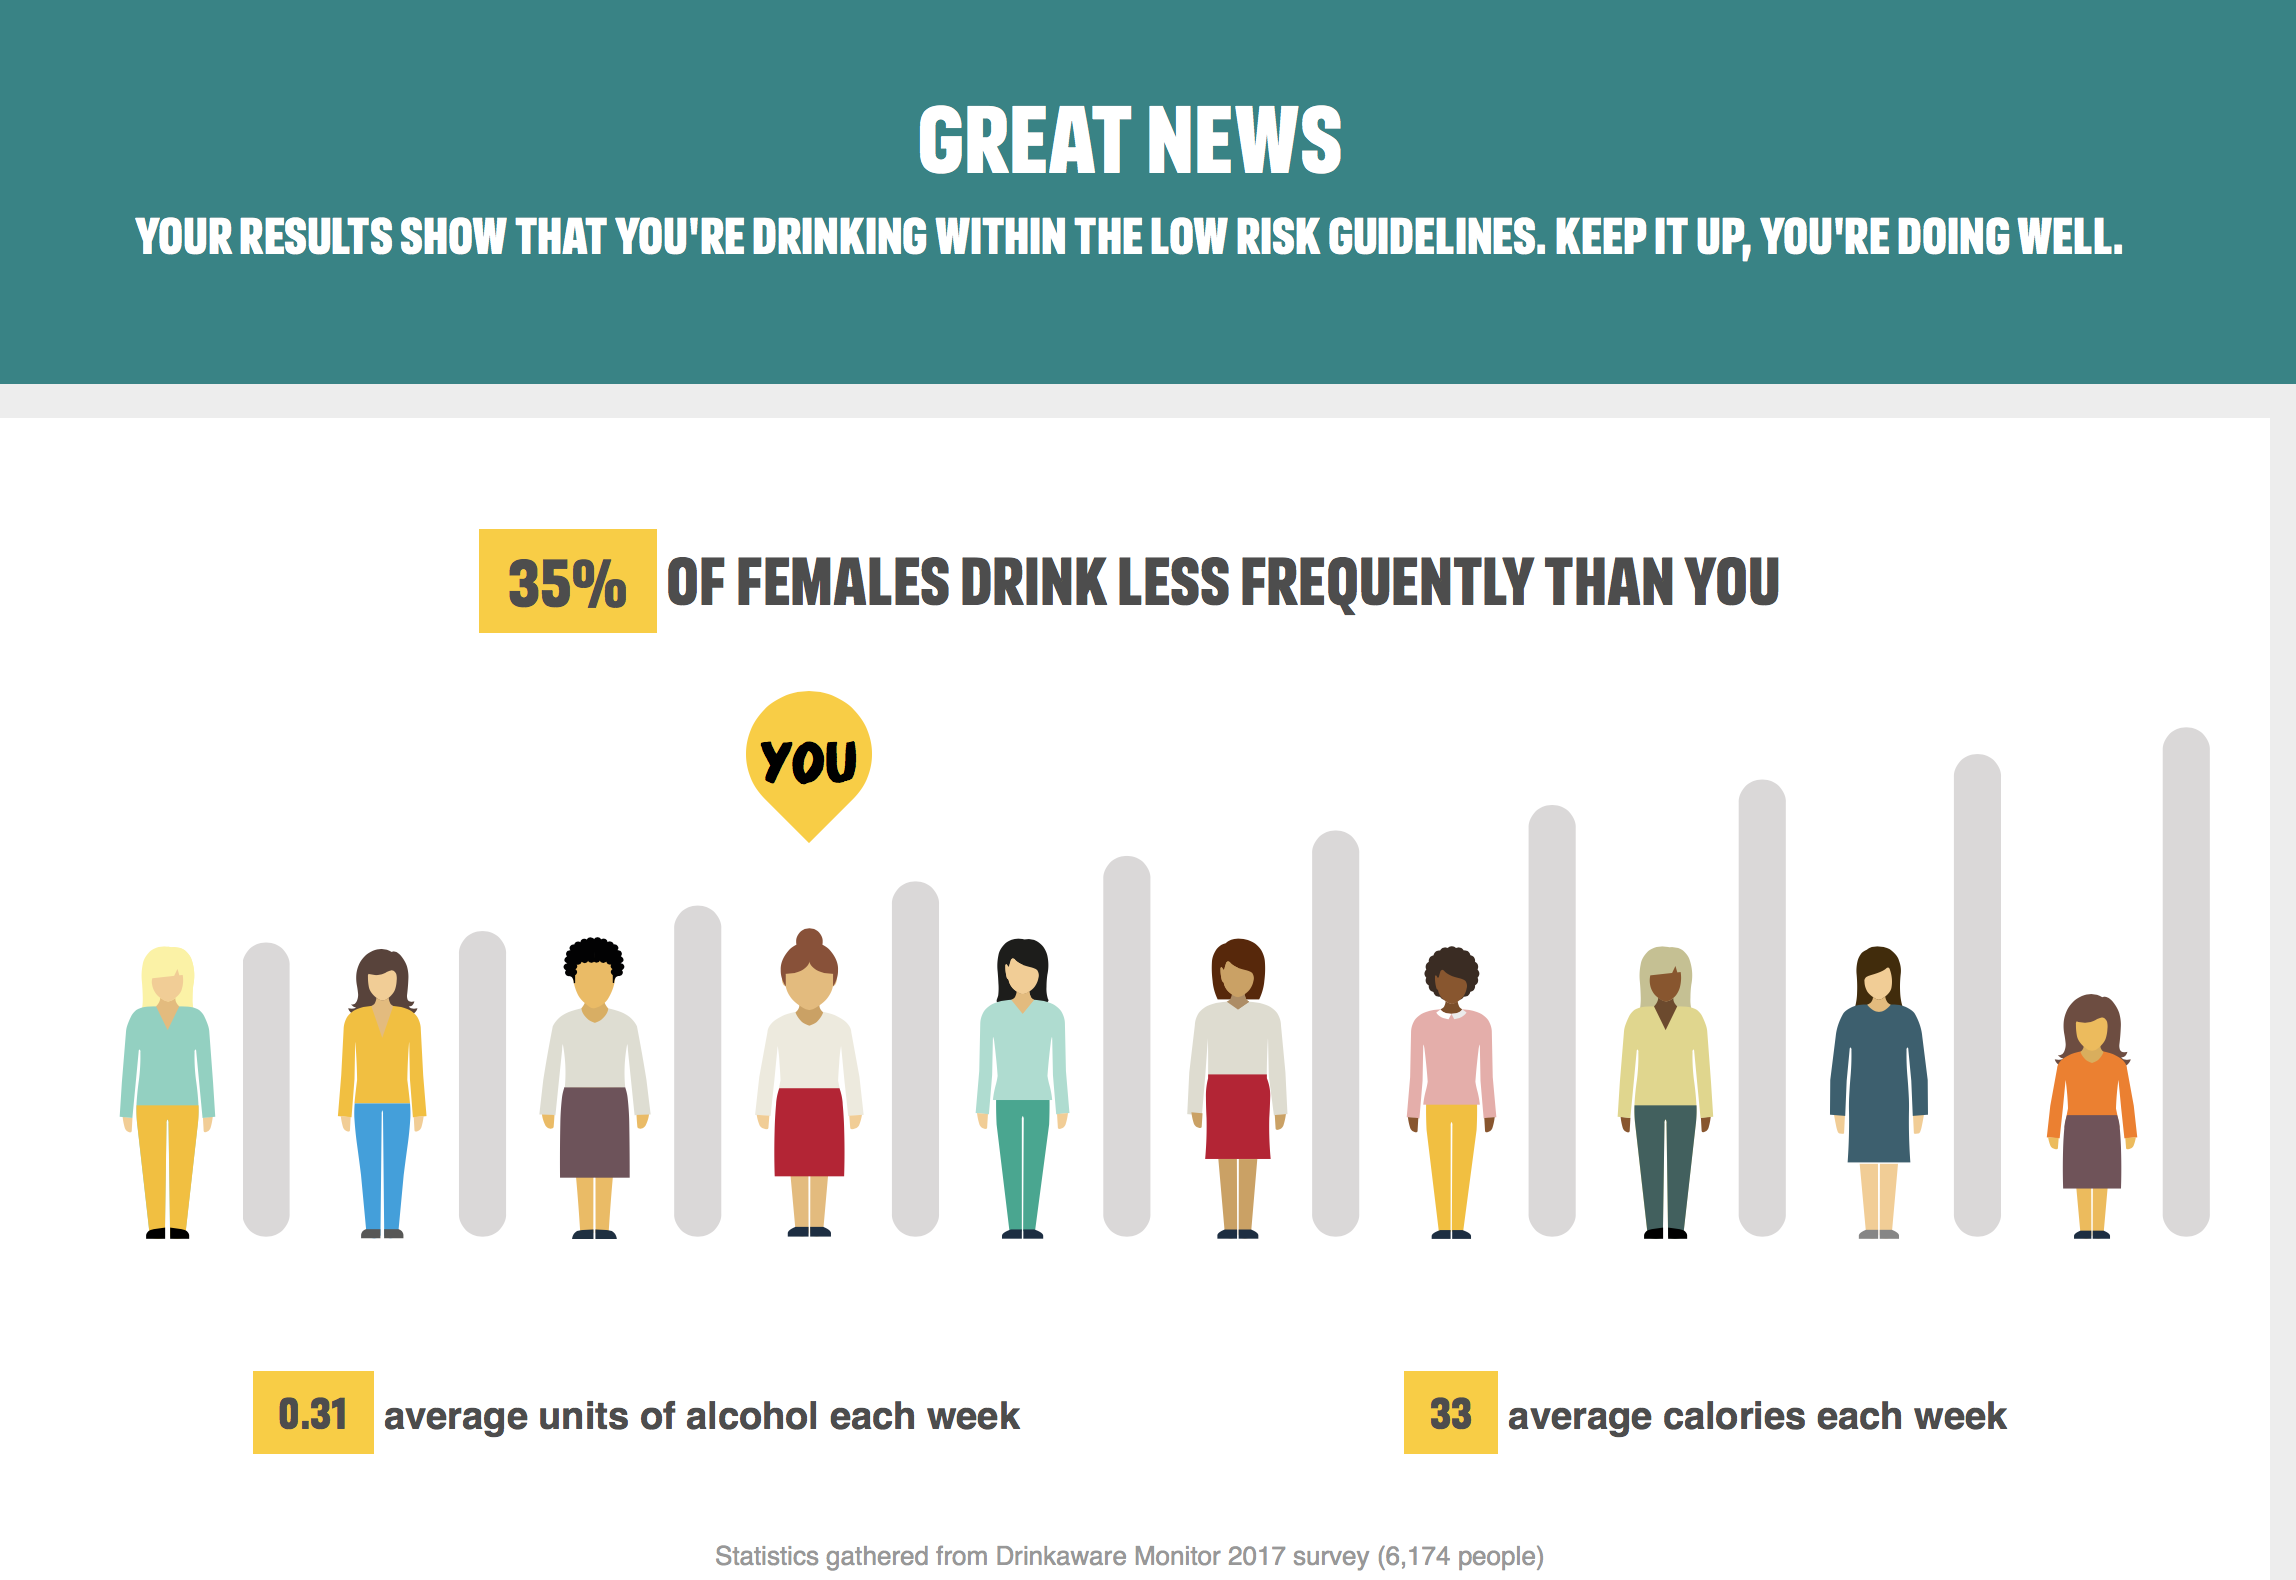 GREAT NEWS
YOUR RESULTS SHOW THAT YOU'RE DRINKING WITHIN THE LOW RISK GUIDELINES. KEEP IT UP, YOU'RE DOING WELL.
35% OF FEMALES DRINK LESS FREQUENTLY THAN YOU
YOU
0.31 average units of alcohol each week
33 average calories each week
Statistics gathered from Drinkaware Monitor 2017 survey (6,174 people)